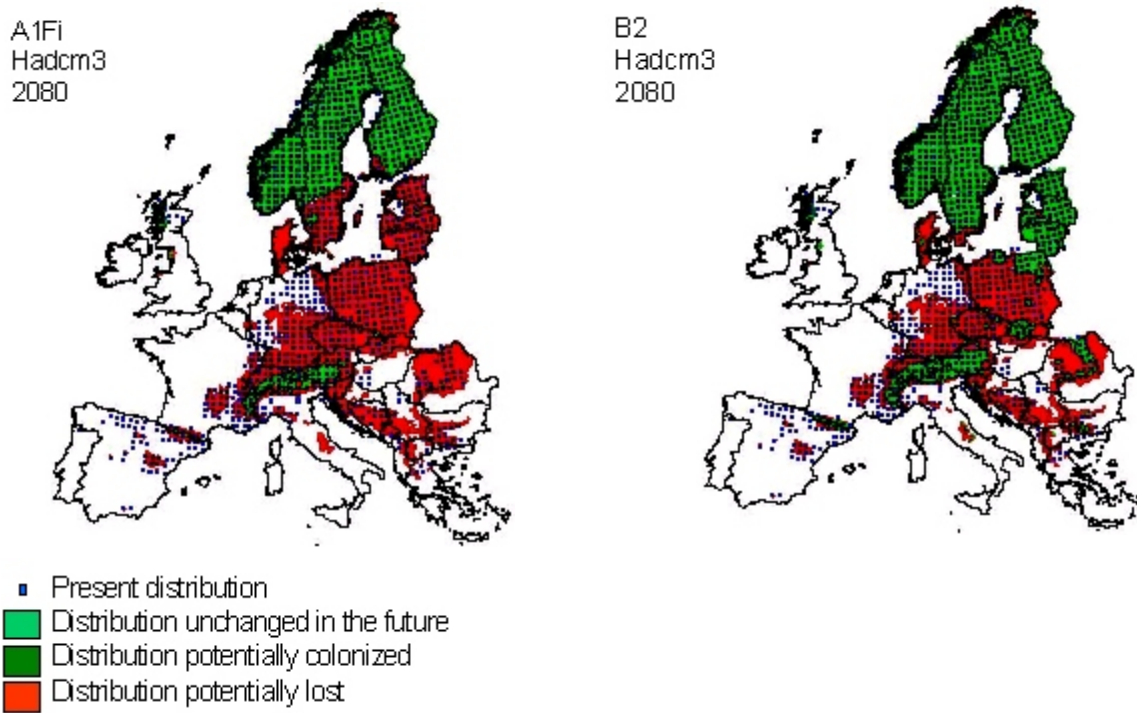 A1Fi
Hadcm3
2080
B2
Hadcm3
2080
Present distribution
Distribution unchanged in the future
Distribution potentially colonized
Distribution potentially lost